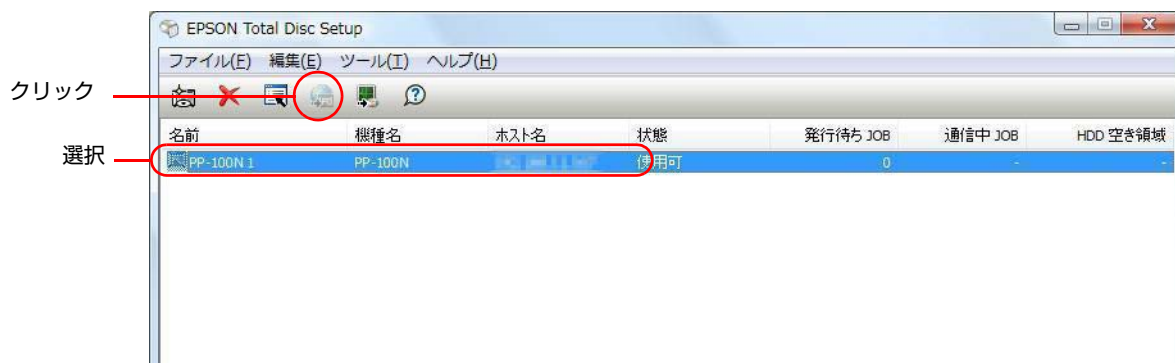 EPSON Total Disc Setup
ファイル(F) 編集(E) ツール(T) ヘルプ(H)
クリック
名前 機種名 ホスト名 状態 発行待ち JOB 通信中 JOB HDD 空き領域
選択
PP-100N 1 PP-100N 使用可 0 - -